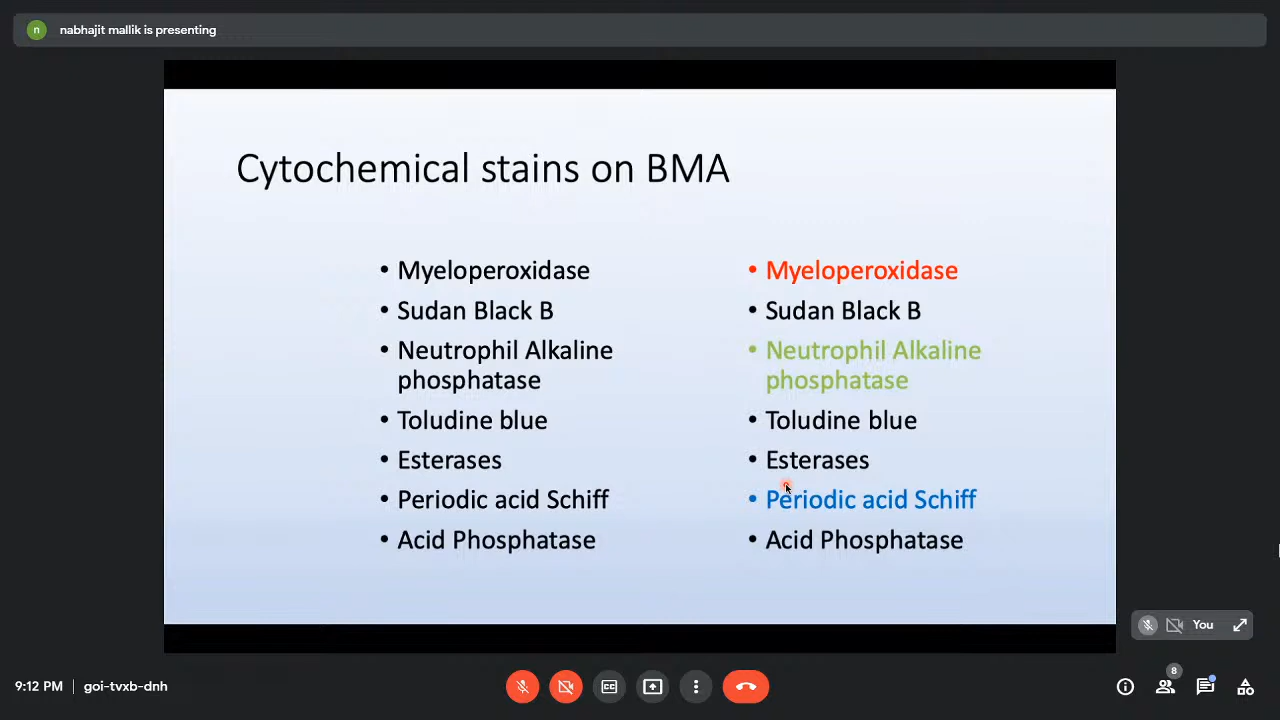 n
nabhajit mallik is presenting
Cytochemical stains on BMA
• Myeloperoxidase
• Sudan Black B
• Neutrophil Alkaline
phosphatase
• Toludine blue
• Esterases
• Periodic acid Schiff
• Acid Phosphatase
• Myeloperoxidase
• Sudan Black B
• Neutrophil Alkaline
phosphatase
• Toludine blue
• Esterases
• Periodic acid Schiff
• Acid Phosphatase
You
9:12 PM | goi-tvxb-dnh
8